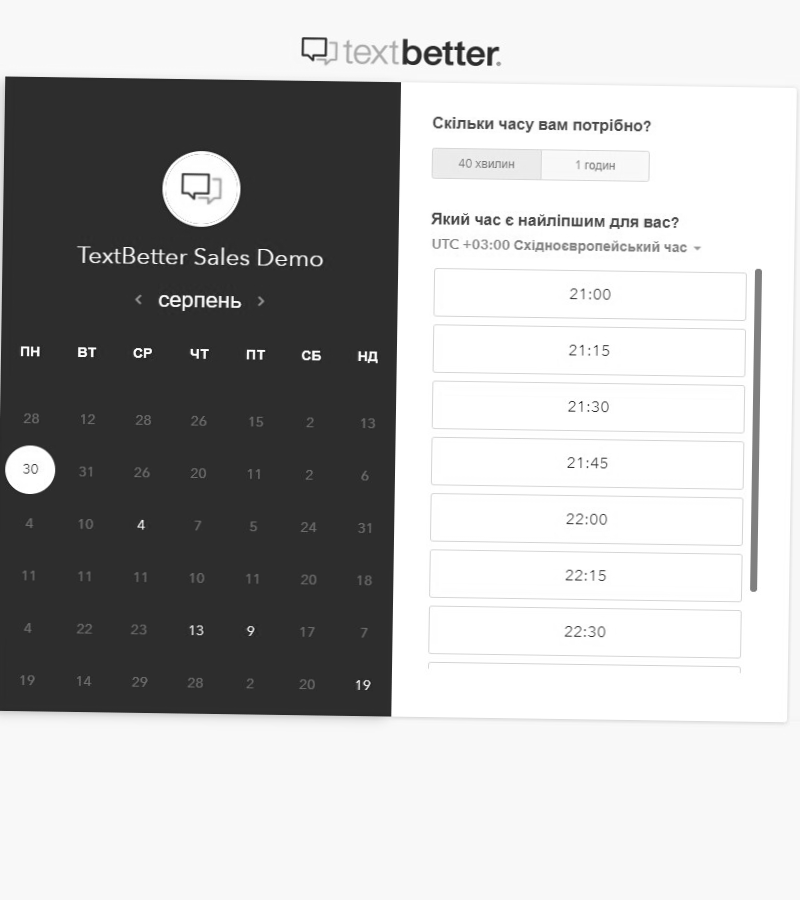 textbetter.
TextBetter Sales Demo
серпень
ПН ВТ СР ЧТ ПТ СБ НД
28 12 28 26 15 2 13
30 31 26 20 11 2 6
4 10 4 7 5 24 31
11 11 11 10 11 20 18
4 22 23 13 9 17 7
19 14 29 28 2 20 19
Скільки часу вам потрібно?
40 хвилин 1 годин
Який час є найліпшим для вас?
UTC +03:00 Східноєвропейський час
21:00
21:15
21:30
21:45
22:00
22:15
22:30